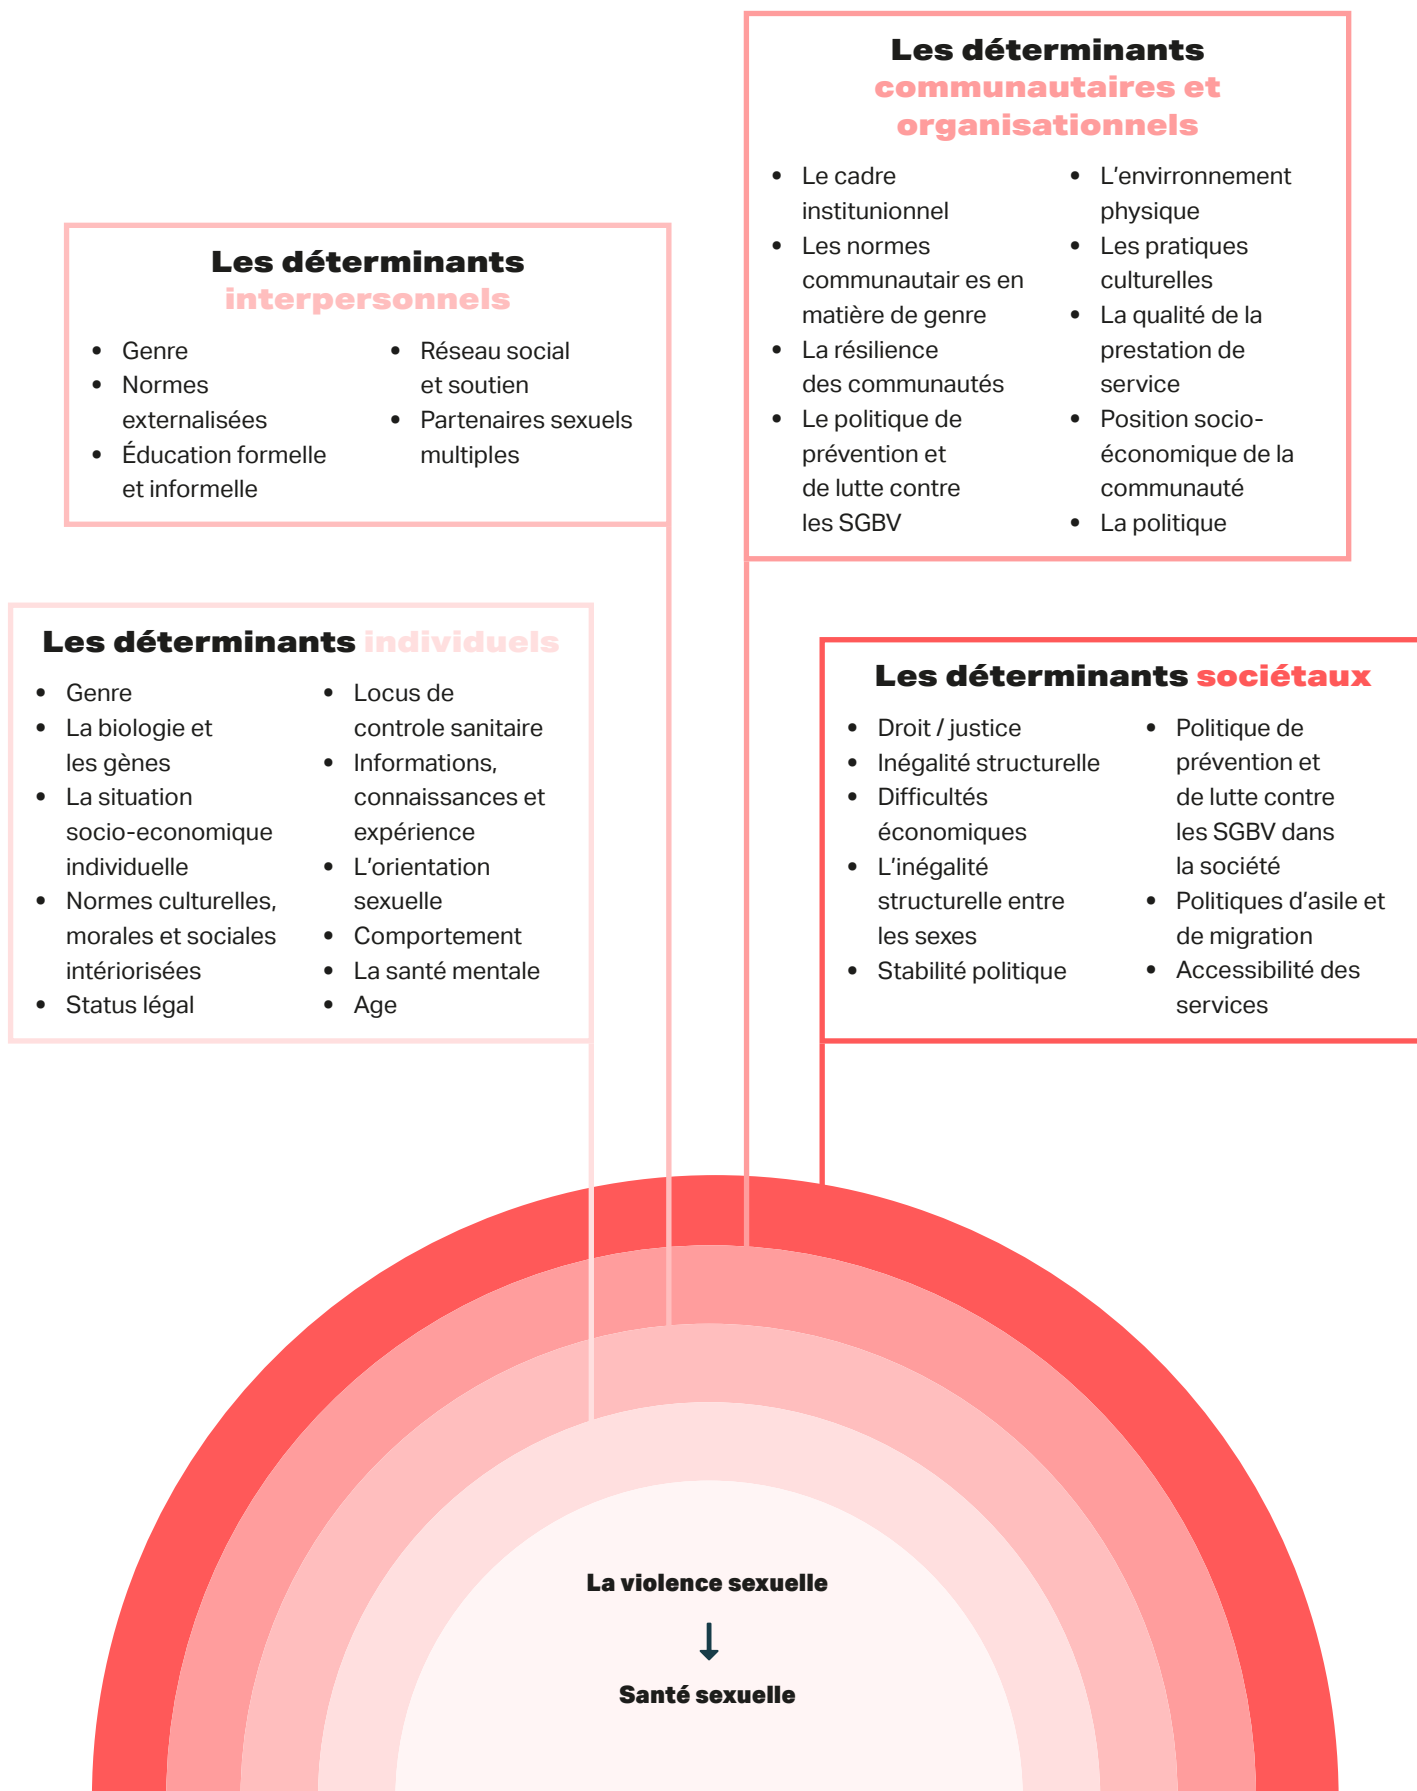 Les déterminants
communautaires et
organisationnels
• Le cadre
institunionnel
• Les normes
communautair es en
matière de genre
• La résilience
des communautés
• Le politique de
prévention et
de lutte contre
les SGBV
• L'envirronnement
physique
• Les pratiques
culturelles
• La qualité de la
prestation de
service
• Position socio-
économique de la
communauté
• La politique
Les déterminants
interpersonnels
• Genre
• Normes
externalisées
• Éducation formelle
et informelle
• Réseau social
et soutien
• Partenaires sexuels
multiples
Les déterminants individuels
• Genre
• La biologie et
les gènes
• La situation
socio-economique
individuelle
• Normes culturelles,
morales et sociales
intériorisées
• Status légal
• Locus de
controle sanitaire
• Informations,
connaissances et
expérience
• L'orientation
sexuelle
• Comportement
• La santé mentale
• Age
Les déterminants sociétaux
• Droit / justice
• Inégalité structurelle
• Difficultés
économiques
• L'inégalité
structurelle entre
les sexes
• Stabilité politique
• Politique de
prévention et
de lutte contre
les SGBV dans
la société
• Politiques d'asile et
de migration
• Accessibilité des
services
La violence sexuelle
↓
Santé sexuelle